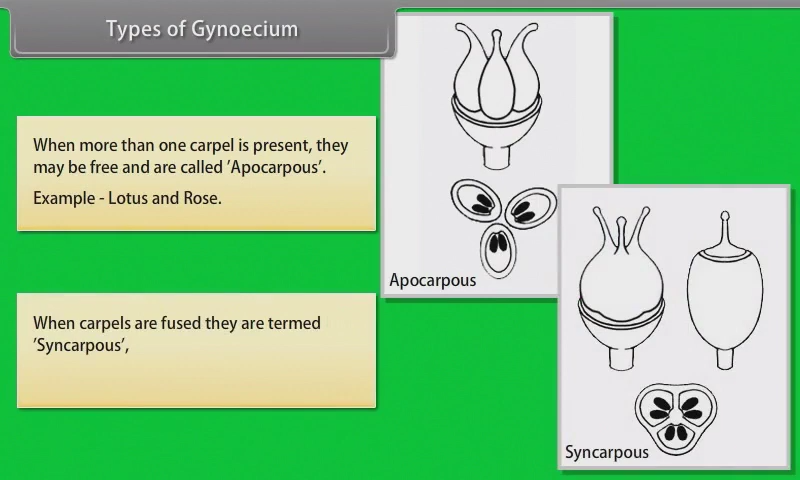 Types of Gynoecium
When more than one carpel is present, they
may be free and are called 'Apocarpous'.
Example - Lotus and Rose.
Apocarpous
When carpels are fused they are termed
'Syncarpous',
Syncarpous